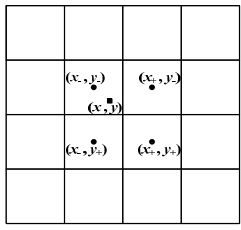 (x₋, y₋) (x₊, y₋)
(x, y)
(x₋, y₊) (x₊, y₊)